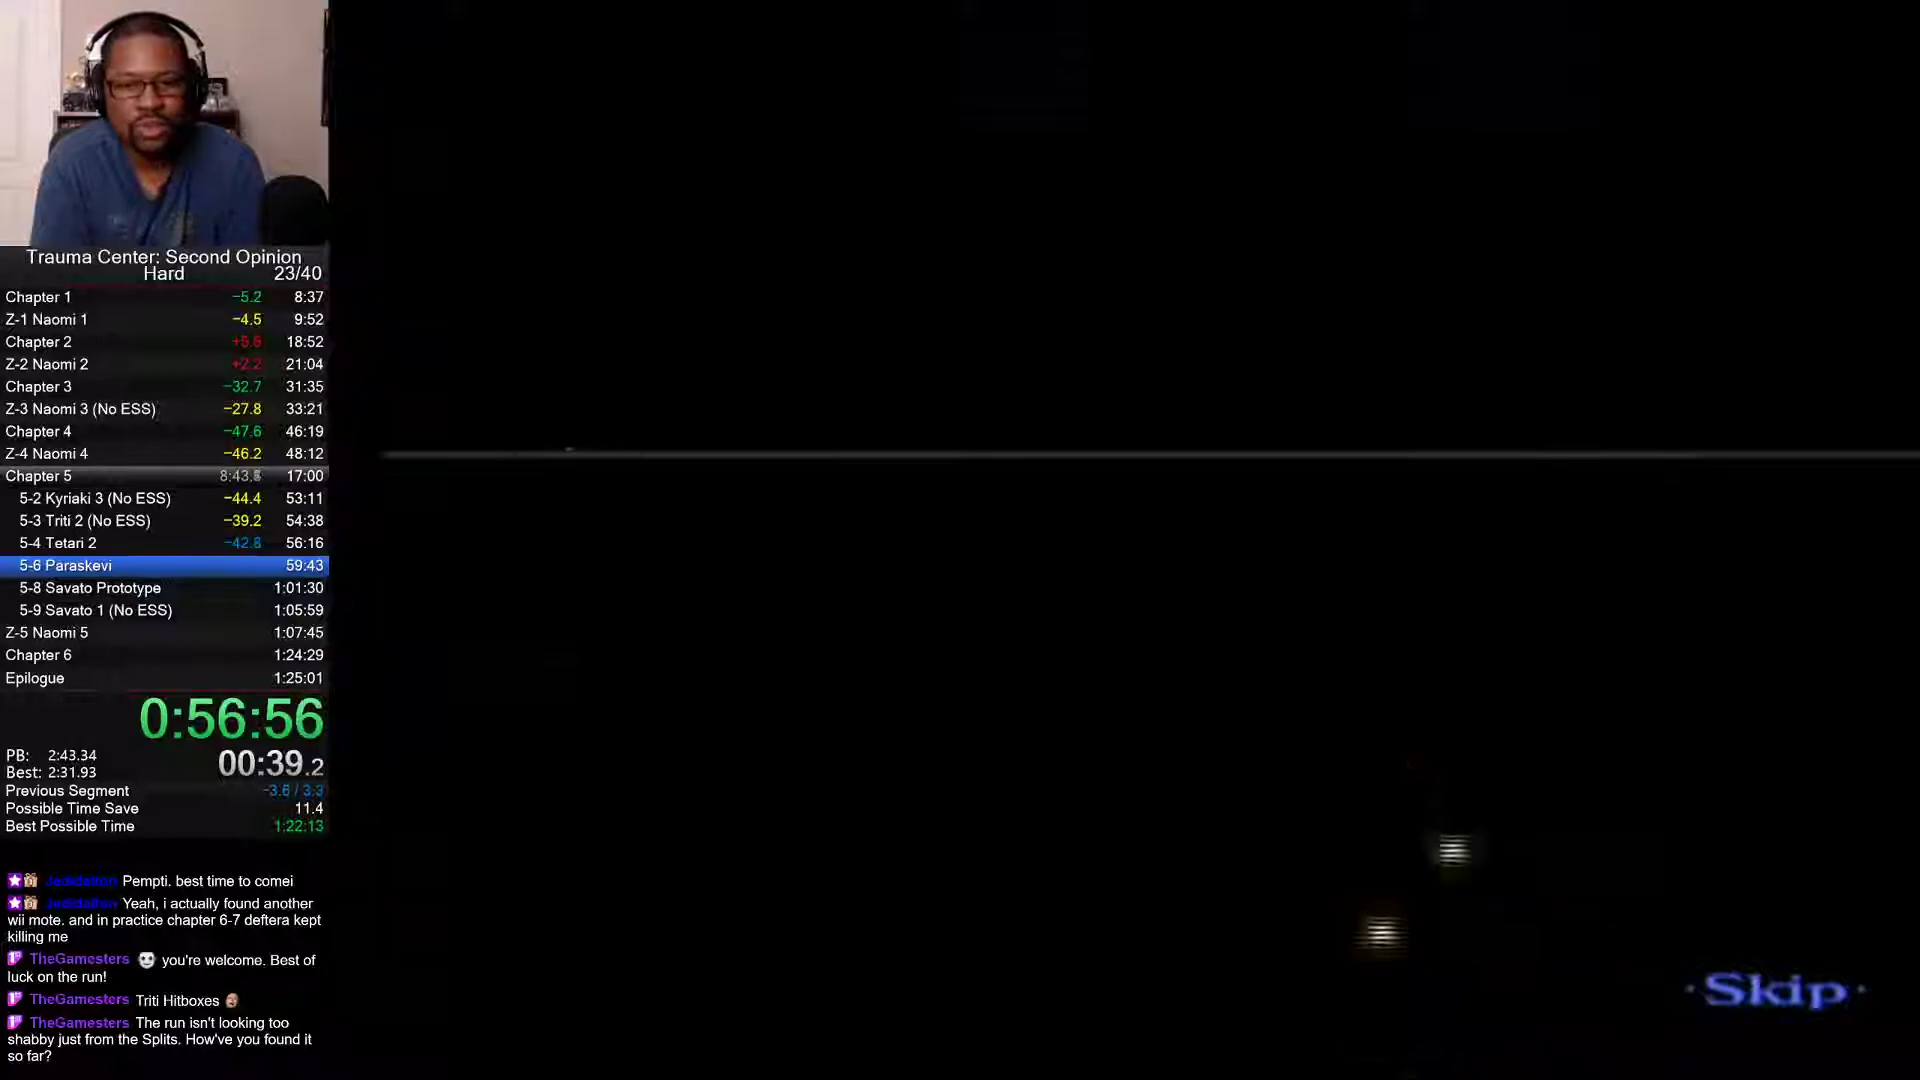 Trauma Center: Second Opinion
Hard 23/40
Chapter 1 −5.2 8:37
Z-1 Naomi 1 −4.5 9:52
Chapter 2 18:52
Z-2 Naomi 2 +2.2 21:04
Chapter 3 −32.7 31:35
Z-3 Naomi 3 (No ESS) −27.8 33:21
Chapter 4 −47.6 46:19
Z-4 Naomi 4 −46.2 48:12
Chapter 5 17:00
5-2 Kyriaki 3 (No ESS) −44.4 53:11
5-3 Triti 2 (No ESS) −39.2 54:38
5-4 Tetari 2 −42.8 56:16
5-6 Paraskevi 59:43
5-8 Savato Prototype 1:01:30
5-9 Savato 1 (No ESS) 1:05:59
Z-5 Naomi 5 1:07:45
Chapter 6 1:24:29
Epilogue 1:25:01
0:56:56
PB: 2:43.34 00:39.2
Best: 2:31.93
Previous Segment
Possible Time Save 11.4
Best Possible Time 1:22:13
Jedidalton Pempti. best time to comei
Jedidalton Yeah, i actually found another
wii mote. and in practice chapter 6-7 deftera kept
killing me
TheGamesters you're welcome. Best of
luck on the run!
TheGamesters Triti Hitboxes
TheGamesters The run isn't looking too
shabby just from the Splits. How've you found it
so far?
·Skip·